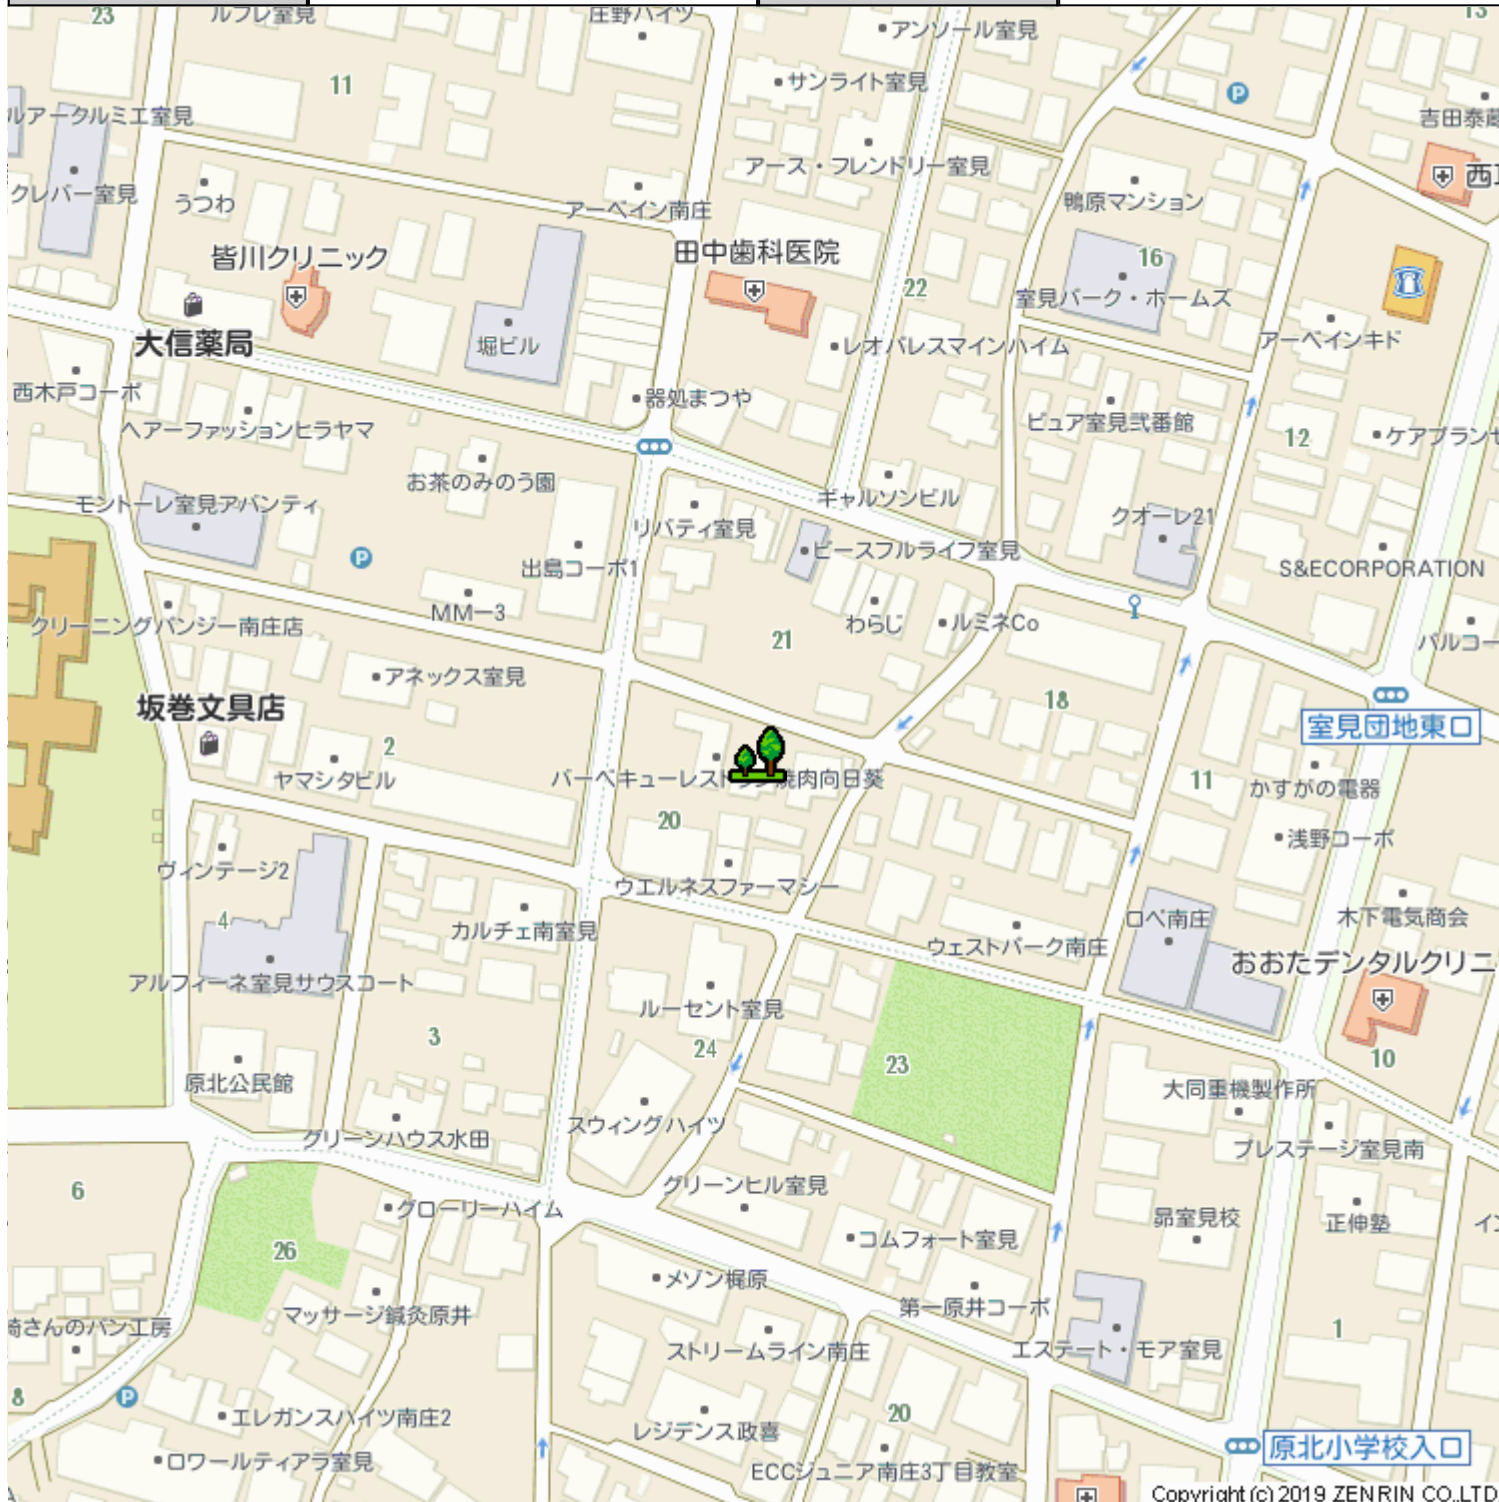 23
ルフレ室見
庄野ハイツ
アンソール室見
13
11
サンライト室見
P
ルアークルミエ室見
吉田泰蔵
アース・フレンドリー室見
クレバー室見
うつわ
アーベイン南庄
鴨原マンション
皆川クリニック
田中歯科医院
16
22
室見パーク・ホームズ
大信薬局
堀ビル
レオパレスマインハイム
アーベインキド
西木戸コーポ
器処まつや
ヘアーファッションヒラヤマ
ピュア室見弐番館
12
お茶のみのう園
モントーレ室見アバンティ
ギャルソンビル
リバティ室見
クオーレ21
ピースフルライフ室見
P
出島コーポ1
S&ECORPORATION
MM－3
クリーニングパンジー南庄店
わらじ
ルミネCo
21
パルコー
アネックス室見
坂巻文具店
18
室見団地東口
2
ヤマシタビル
バーベキューレストラン焼肉向日葵
11
かすがの電器
20
浅野コーポ
ヴィンテージ2
ウエルネスファーマシー
4
カルチェ南室見
ロペ南庄
木下電気商会
ウェストパーク南庄
おおたデンタルクリニ
アルフィーネ室見サウスコート
ルーセント室見
3
24
23
10
原北公民館
大同重機製作所
スウィングハイツ
グリーンハウス水田
プレステージ室見南
6
グリーンヒル室見
グローリーハイム
昴室見校
正伸塾
26
コムフォート室見
メゾン梶原
第一原井コーポ
マッサージ鍼灸原井
崎さんのパン工房
1
ストリームライン南庄
エステート・モア室見
8
P
エレガンスハイツ南庄2
レジデンス政喜
20
ロワールティアラ室見
ECCジュニア南庄3丁目教室
原北小学校入口
Copyright (c) 2019 ZENRIN CO.,LTD